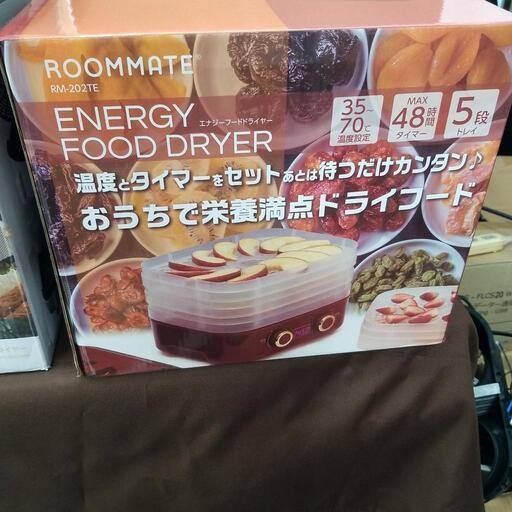 ROOMMATE®
RM-202TE
ENERGY
エナジーフードドライヤー
FOOD DRYER
35~
70℃
温度設定
MAX
48時間
タイマー
5段
トレイ
温度とタイマーをセットあとは待つだけカンタン♪
おうちで栄養満点ドライフード
FLCS20